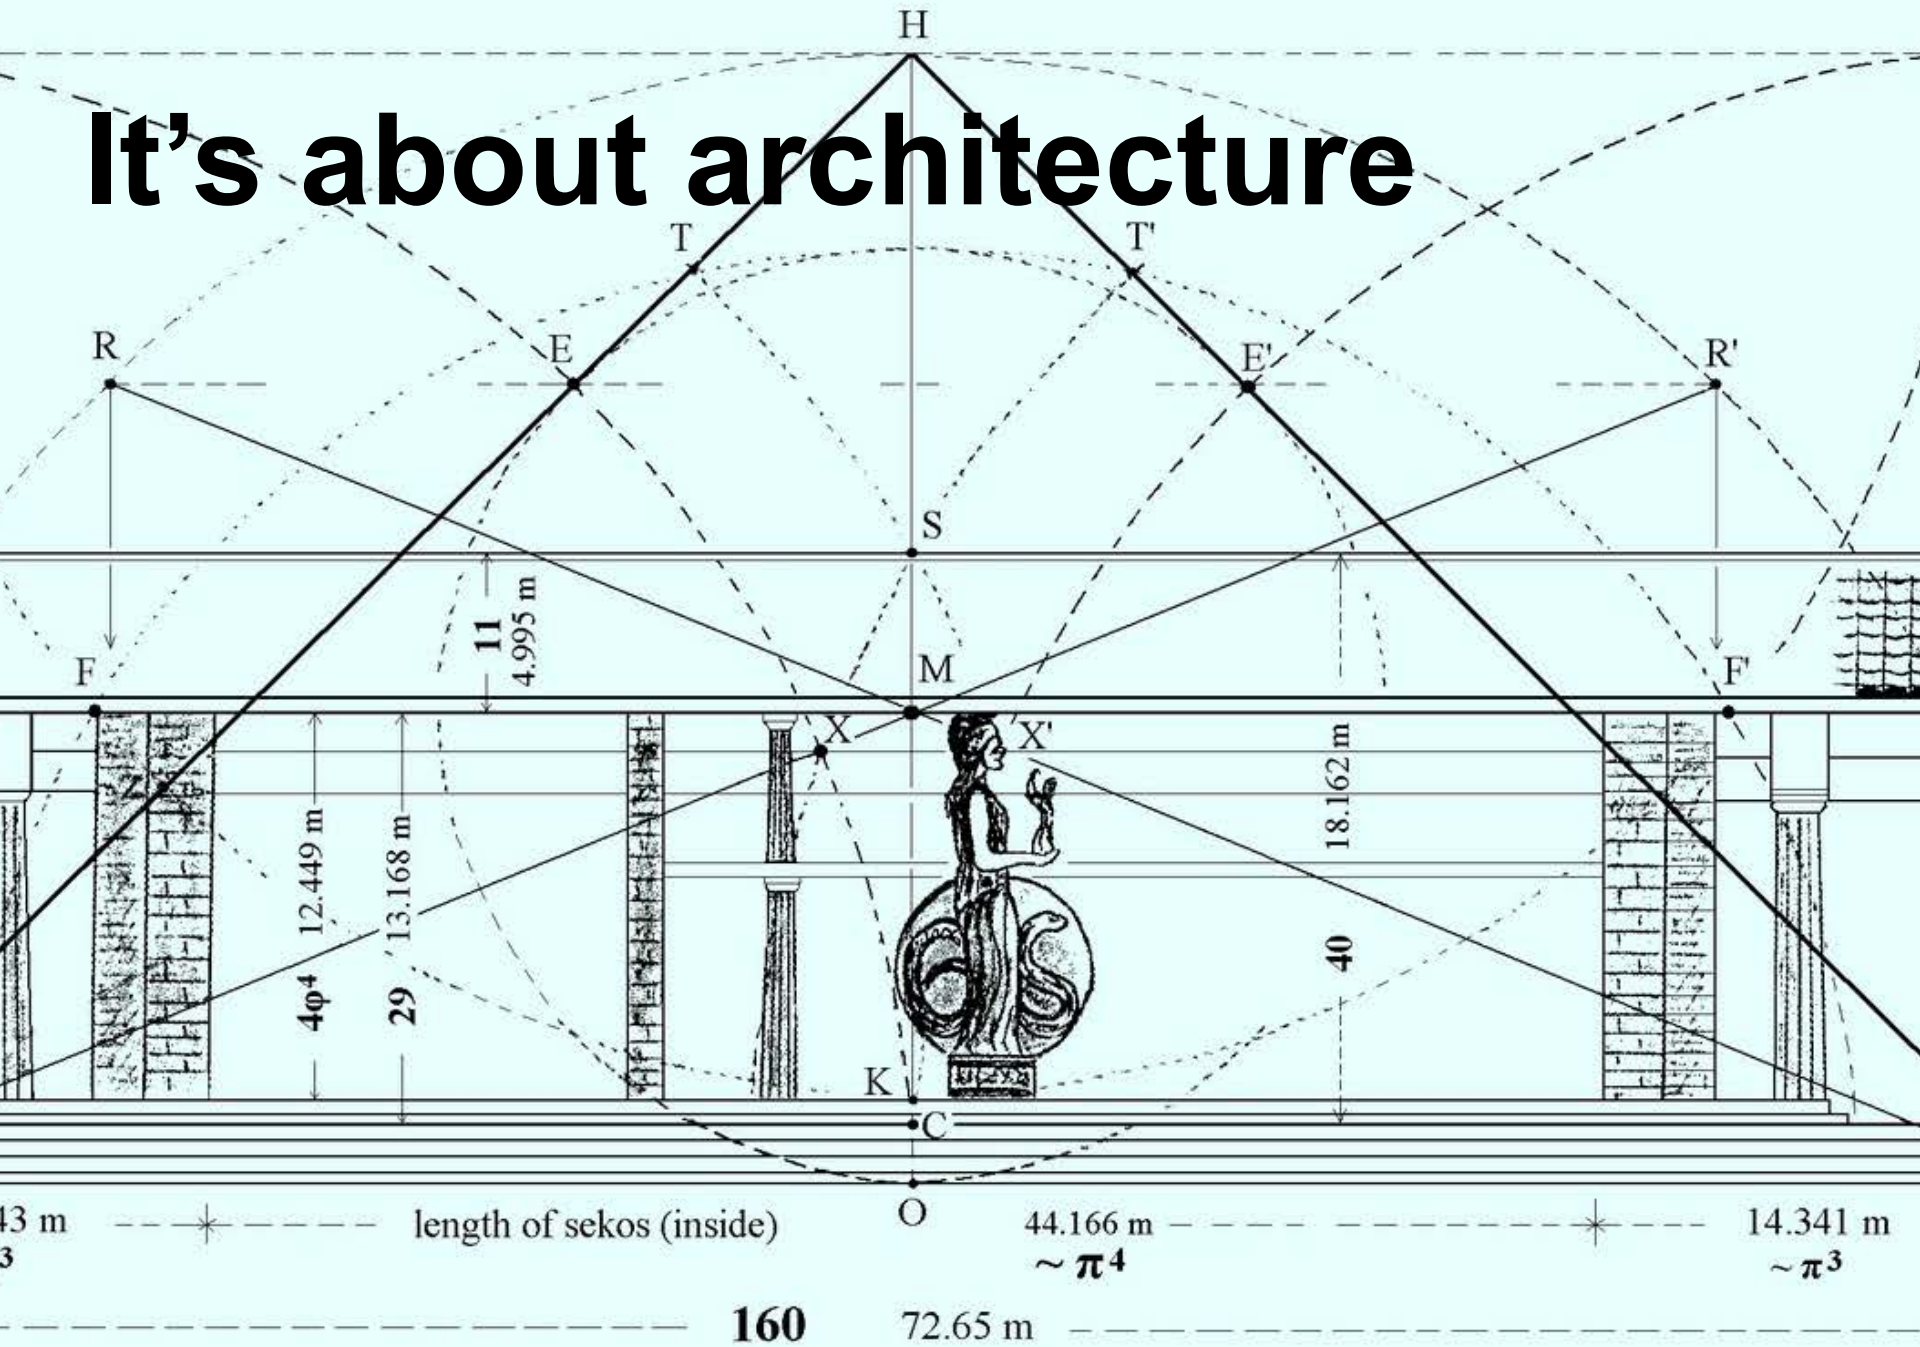 H
It’s about architecture
T T'
R E E' R'
S
11
4.995 m
F M F'
X X'
18.162 m
12.449 m
13.168 m
40
4φ⁴
29
K
C
O
43 m length of sekos (inside) 44.166 m 14.341 m
3 ~ π⁴ ~ π³
160 72.65 m